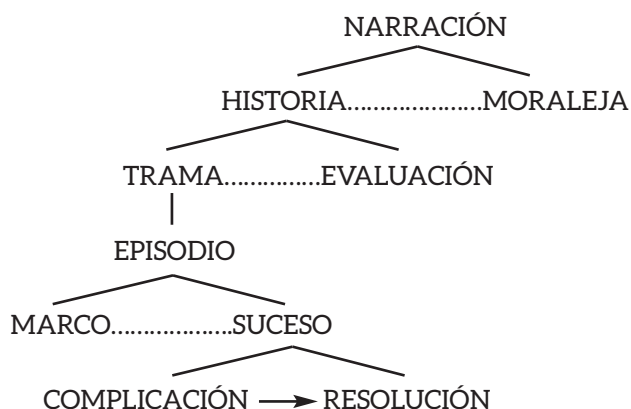 NARRACIÓN
HISTORIA......................MORALEJA
TRAMA...............EVALUACIÓN
EPISODIO
MARCO....................SUCESO
COMPLICACIÓN → RESOLUCIÓN